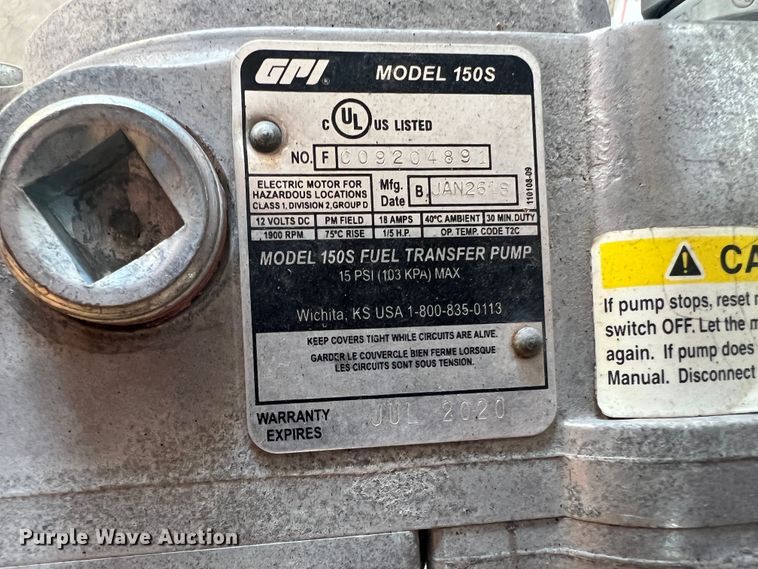 GPI
MODEL 150S
C UL US LISTED
NO. F 009204891
ELECTRIC MOTOR FOR
HAZARDOUS LOCATIONS
CLASS 1, DIVISION 2, GROUP D
Mfg.
Date
B
110108-09
12 VOLTS DC PM FIELD 18 AMPS 40°C AMBIENT 30 MIN. DUTY
1900 RPM 75°C RISE 1/5 H.P. OP. TEMP. CODE T2C
MODEL 150S FUEL TRANSFER PUMP
15 PSI (103 KPA) MAX
Wichita, KS USA 1-800-835-0113
KEEP COVERS TIGHT WHILE CIRCUITS ARE ALIVE.
GARDER LE COUVERCLE BIEN FERME LORSQUE
LES CIRCUITS SONT SOUS TENSION.
WARRANTY
EXPIRES
JUL 2020
CA
If pump stops, reset
switch OFF. Let the
again. If pump does
Manual. Disconnect
Purple Wave Auction